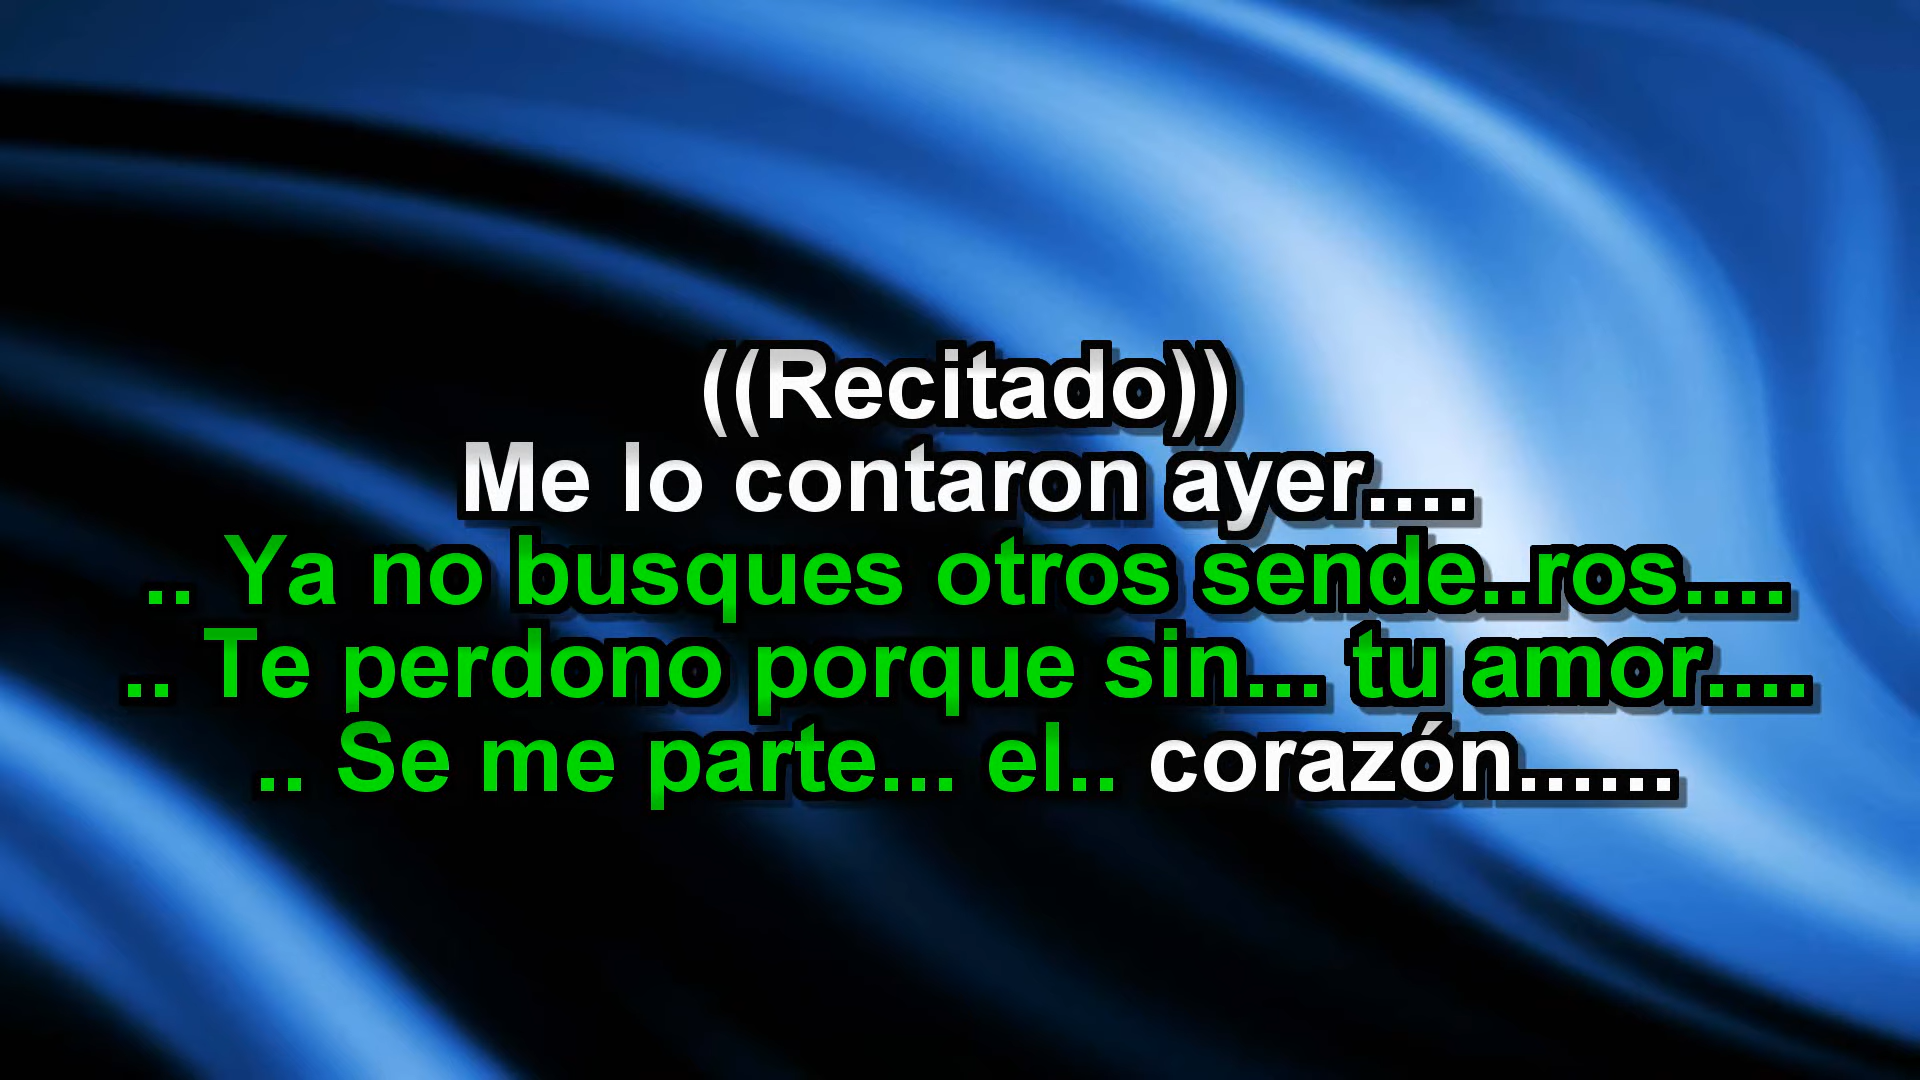 ((Recitado))
Me lo contaron ayer....
.. Ya no busques otros sende..ros....
.. Te perdono porque sin... tu amor....
.. Se me parte... el.. corazón......